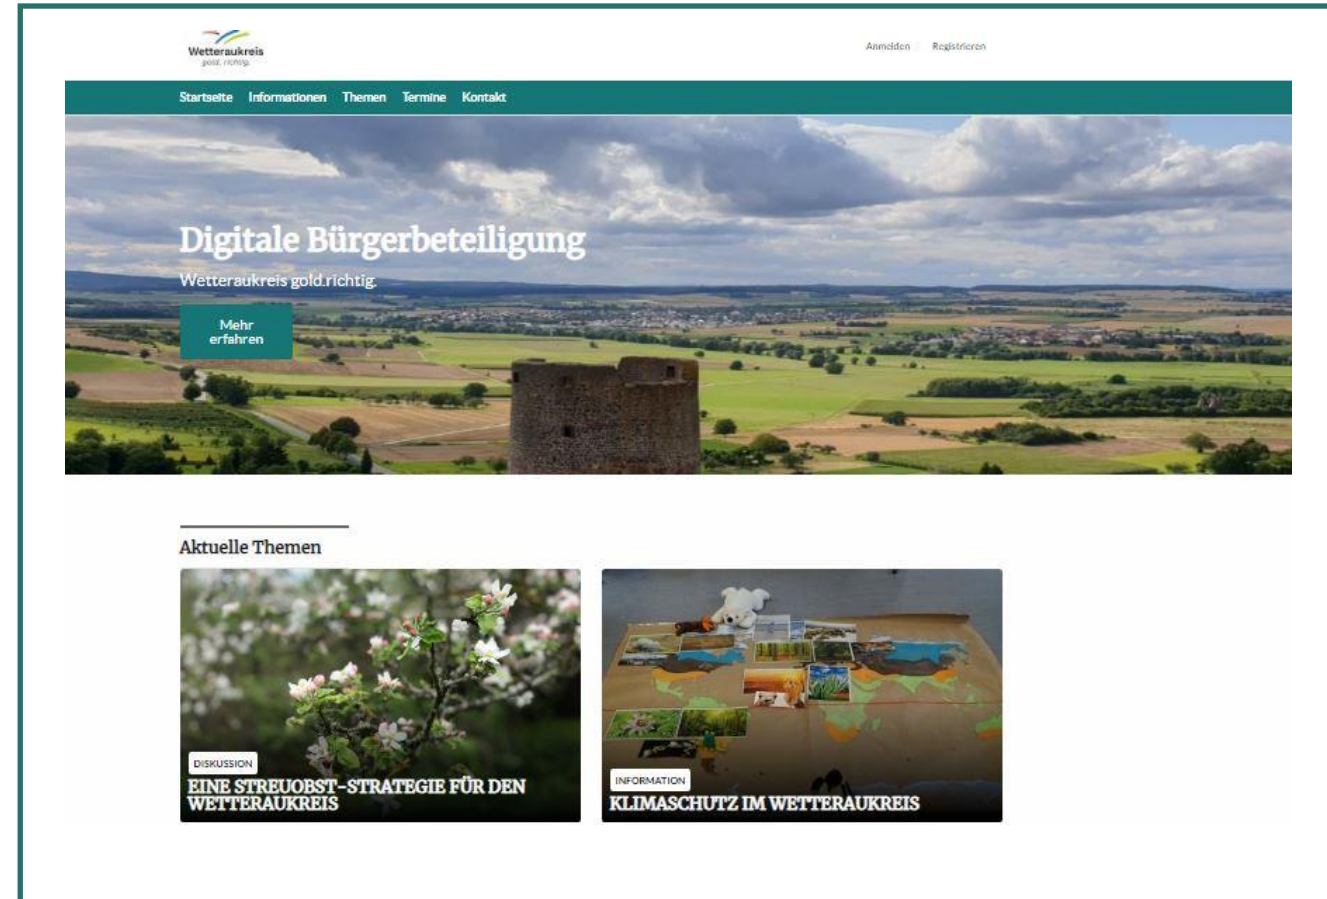 Wetteraukreis
gold. richtig.
Anmelden Registrieren
Startseite Informationen Themen Termine Kontakt
Digitale Bürgerbeteiligung
Wetteraukreis gold.richtig.
Mehr
erfahren
Aktuelle Themen
DISKUSSION
EINE STREUOBST-STRATEGIE FÜR DEN
WETTERAUKREIS
INFORMATION
KLIMASCHUTZ IM WETTERAUKREIS